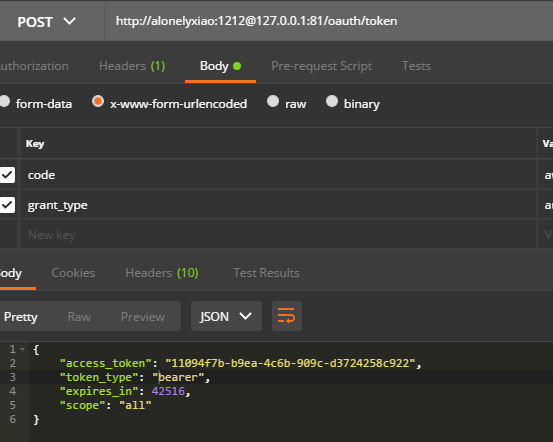 POST http://alonelyxiao:1212@127.0.0.1:81/oauth/token
uthorization Headers (1) Body Pre-request Script Tests
form-data x-www-form-urlencoded raw binary
Key Va
code a
grant_type a
New key V
ody Cookies Headers (10) Test Results
Pretty Raw Preview JSON
1 {
2 "access_token": "11094f7b-b9ea-4c6b-909c-d3724258c922",
3 "token_type": "bearer",
4 "expires_in": 42516,
5 "scope": "all"
6 }